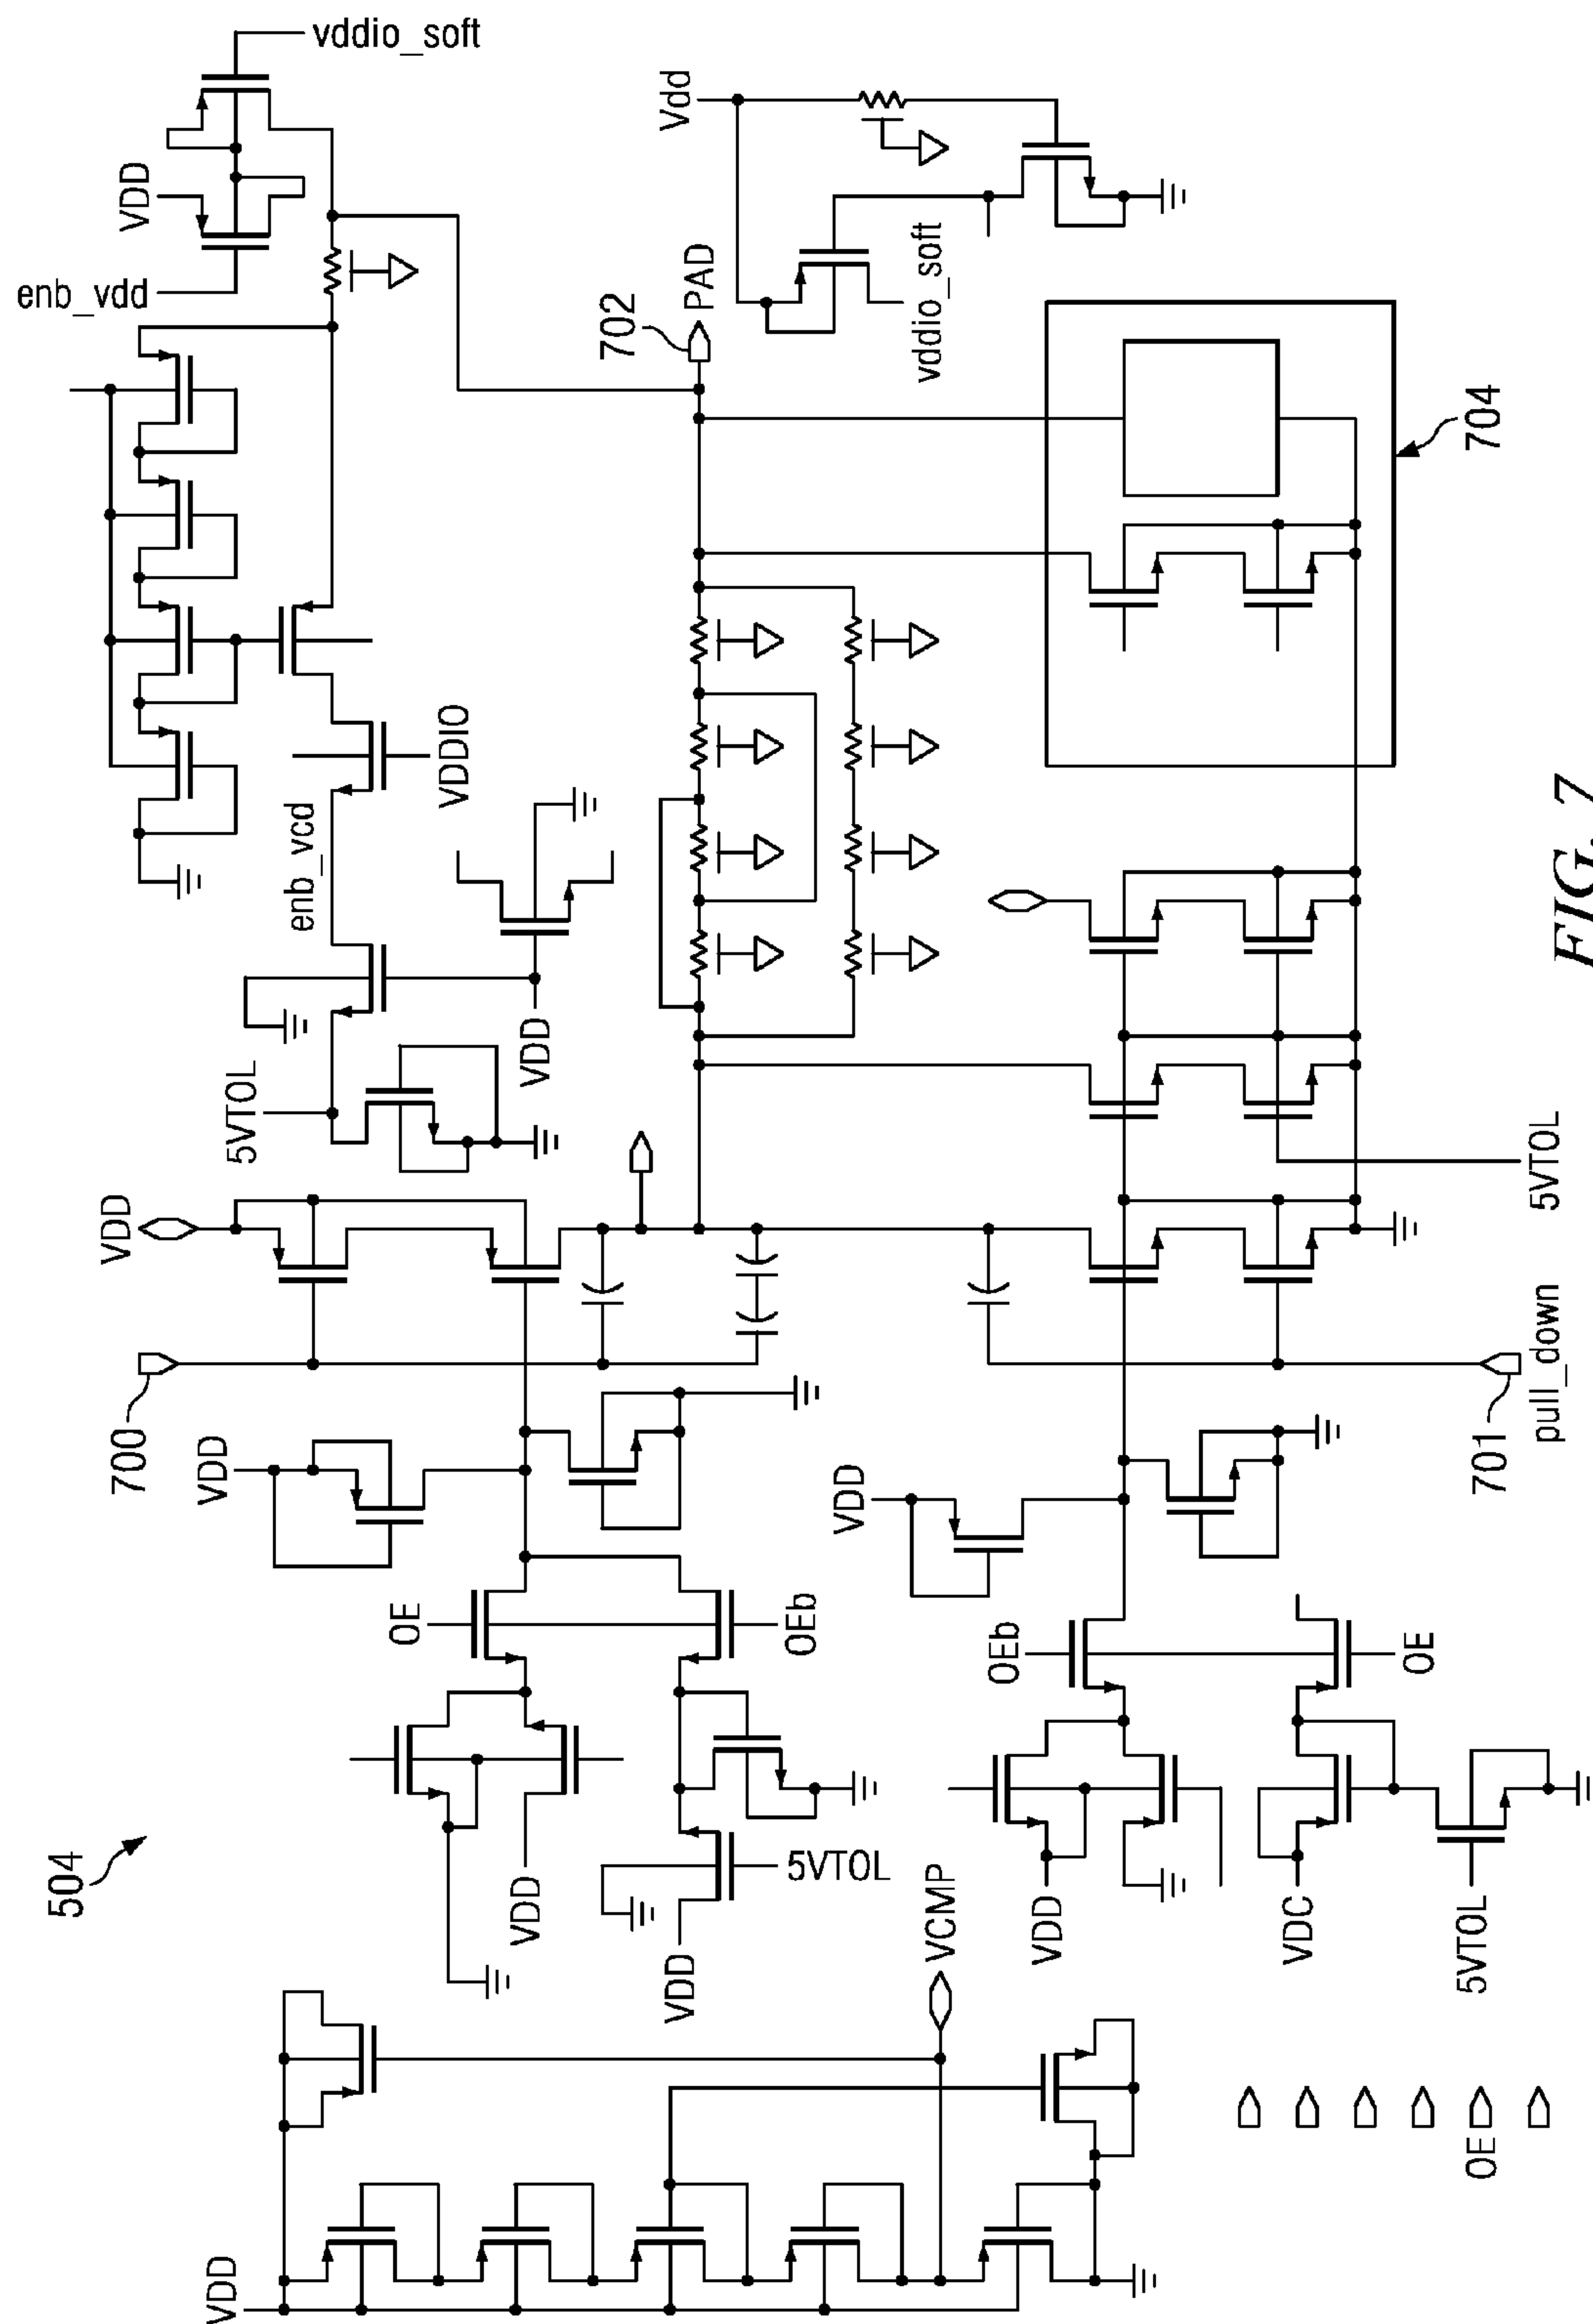 vddio_soft
VDD
enb_vdd
Vdd
702
PAD
vddio_soft
704
VDDIO
enb_vcd
VDD
5VTOL
VDD
5VTOL
700
VDD
701
pull_down
VDD
OE
OEb
OEb
OE
504
VDD
5VTOL
VDD
VCMP
VDD
VDC
5VTOL
OE
VDD
FIG. 7